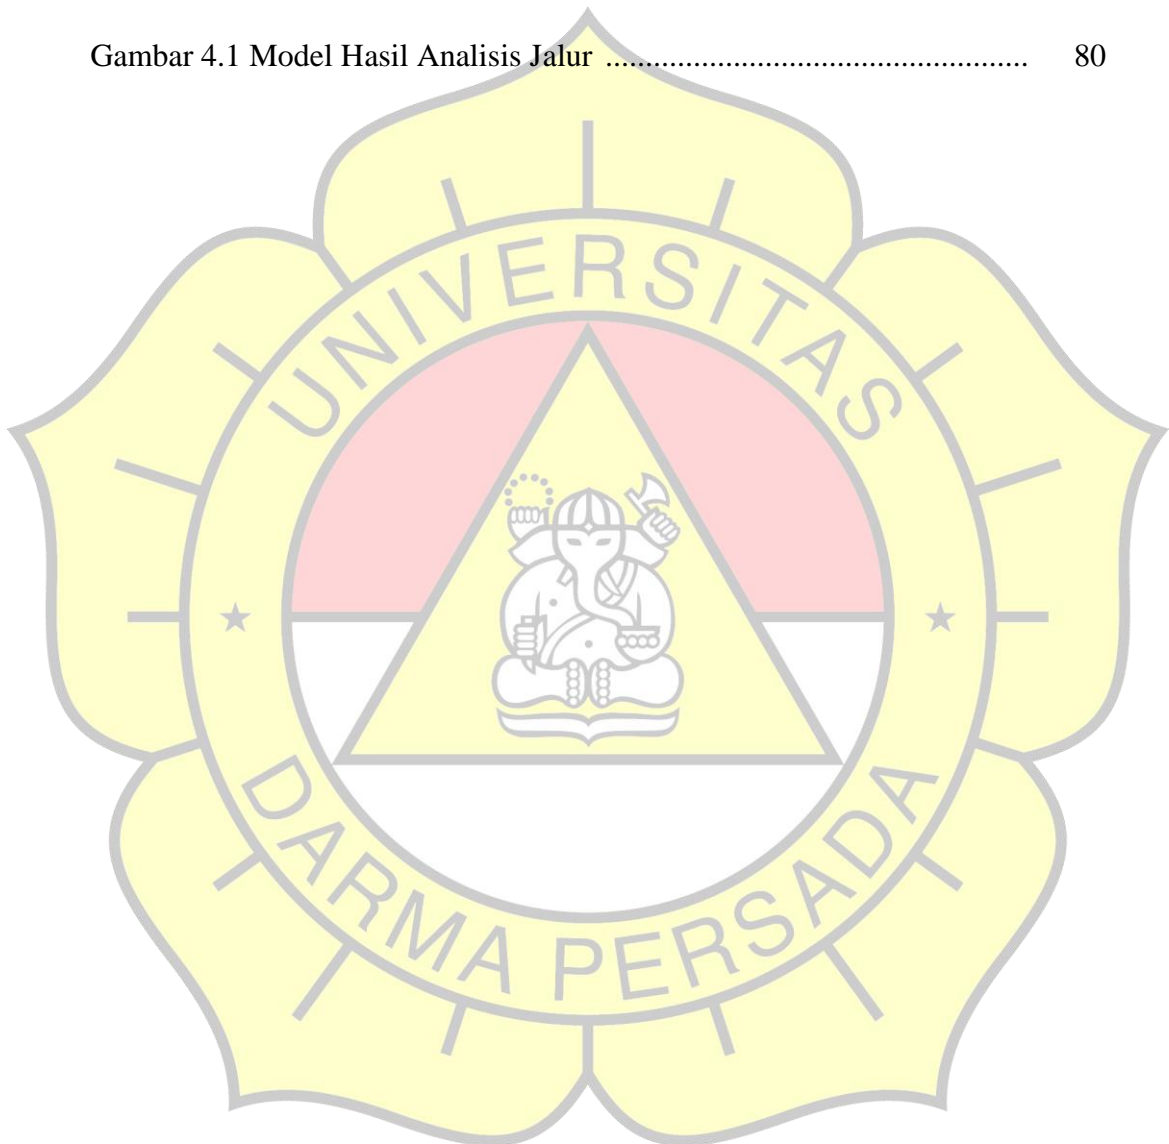 Gambar 4.1 Model Hasil Analisis Jalur ................................................... 80
UNIVERSITAS
DARMA PERSADA